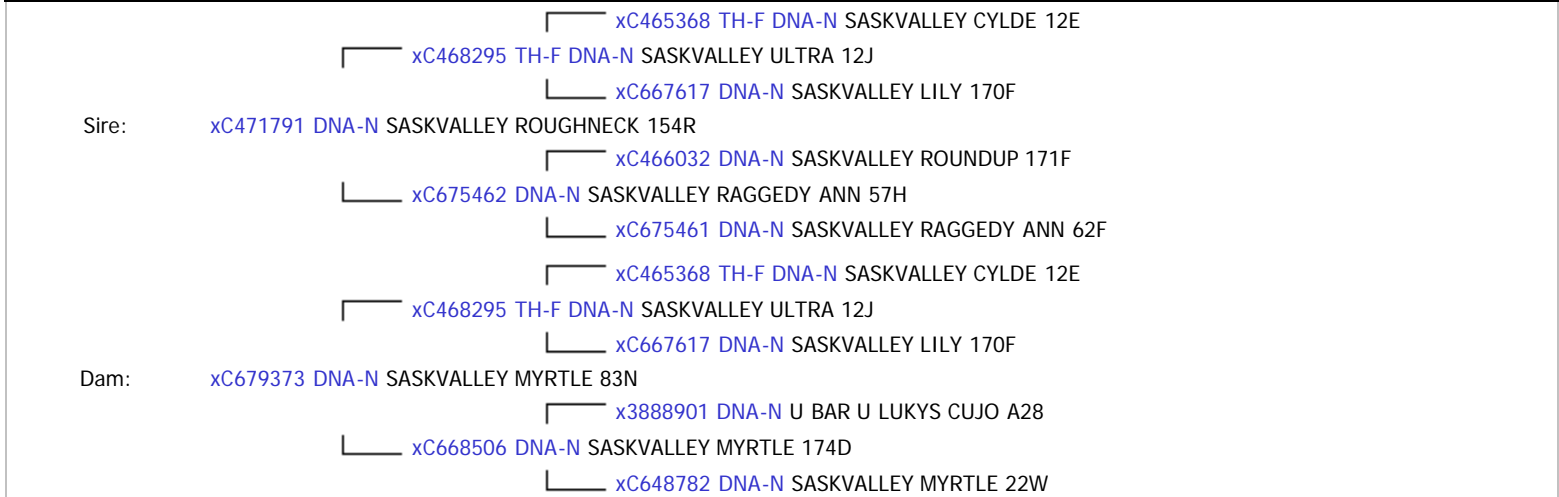 xC465368 TH-F DNA-N SASKVALLEY CYLDE 12E
xC468295 TH-F DNA-N SASKVALLEY ULTRA 12J
xC667617 DNA-N SASKVALLEY LILY 170F
Sire: xC471791 DNA-N SASKVALLEY ROUGHNECK 154R
xC466032 DNA-N SASKVALLEY ROUNDUP 171F
xC675462 DNA-N SASKVALLEY RAGGEDY ANN 57H
xC675461 DNA-N SASKVALLEY RAGGEDY ANN 62F
xC465368 TH-F DNA-N SASKVALLEY CYLDE 12E
xC468295 TH-F DNA-N SASKVALLEY ULTRA 12J
xC667617 DNA-N SASKVALLEY LILY 170F
Dam: xC679373 DNA-N SASKVALLEY MYRTLE 83N
x3888901 DNA-N U BAR U LUKYS CUJO A28
xC668506 DNA-N SASKVALLEY MYRTLE 174D
xC648782 DNA-N SASKVALLEY MYRTLE 22W